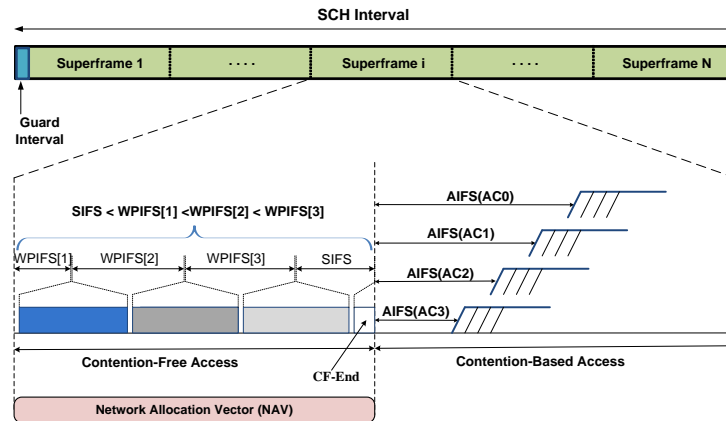 SCH Interval
Superframe 1
. . . .
Superframe i
. . . .
Superframe N
Guard
Interval
SIFS < WPIFS[1] <WPIFS[2] < WPIFS[3]
AIFS(AC0)
AIFS(AC1)
WPIFS[1]
WPIFS[2]
WPIFS[3]
SIFS
AIFS(AC2)
AIFS(AC3)
Contention-Free Access
CF-End
Contention-Based Access
Network Allocation Vector (NAV)